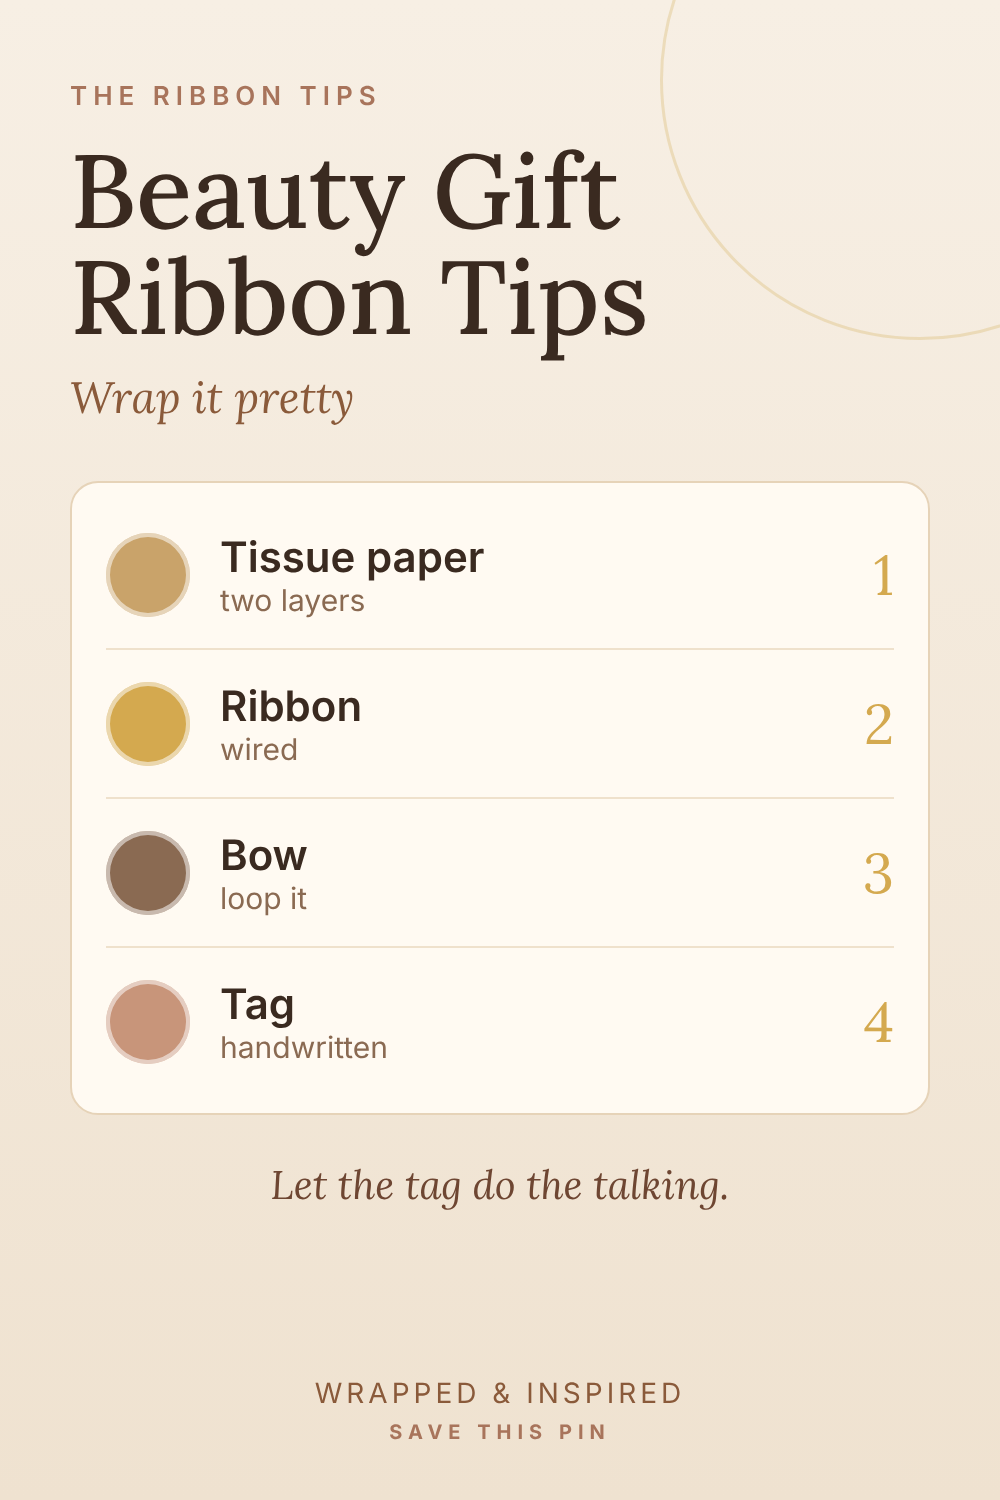 THE RIBBON TIPS
Beauty Gift
Ribbon Tips
Wrap it pretty
Tissue paper
two layers
1
Ribbon
wired
2
Bow
loop it
3
Tag
handwritten
4
Let the tag do the talking.
WRAPPED & INSPIRED
SAVE THIS PIN